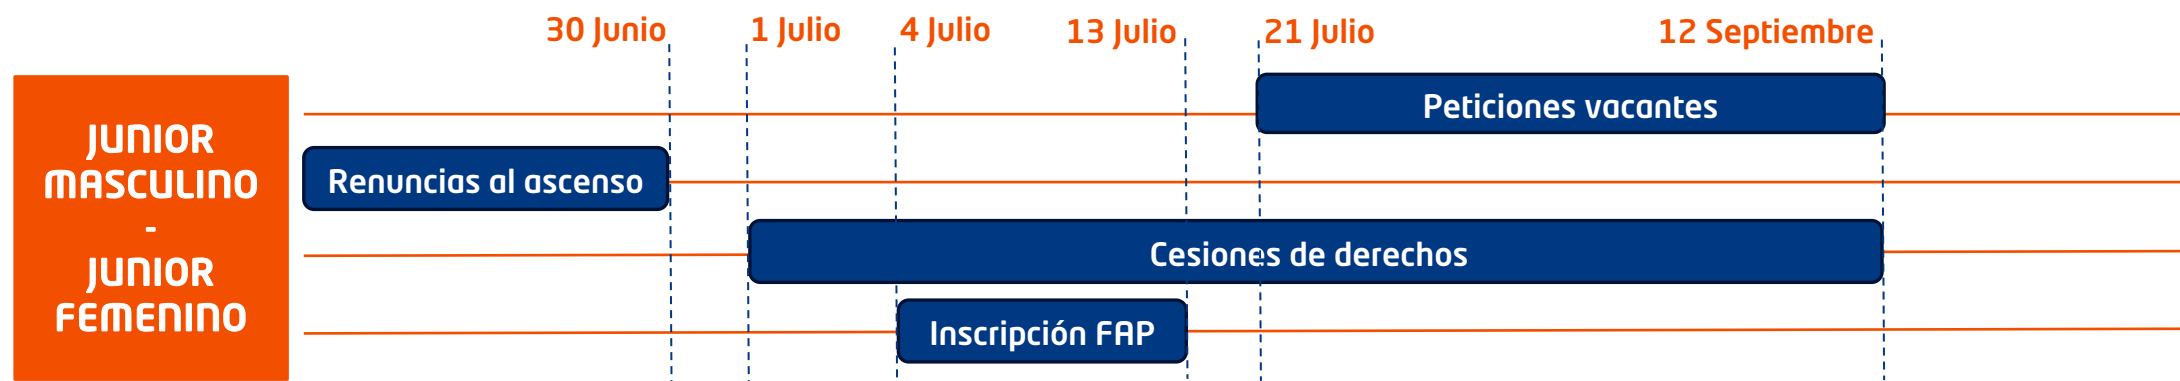 30 Junio
1 Julio
4 Julio
13 Julio
21 Julio
12 Septiembre
JUNIOR
MASCULINO
-
JUNIOR
FEMENINO
Peticiones vacantes
Renuncias al ascenso
Cesiones de derechos
Inscripción FAP